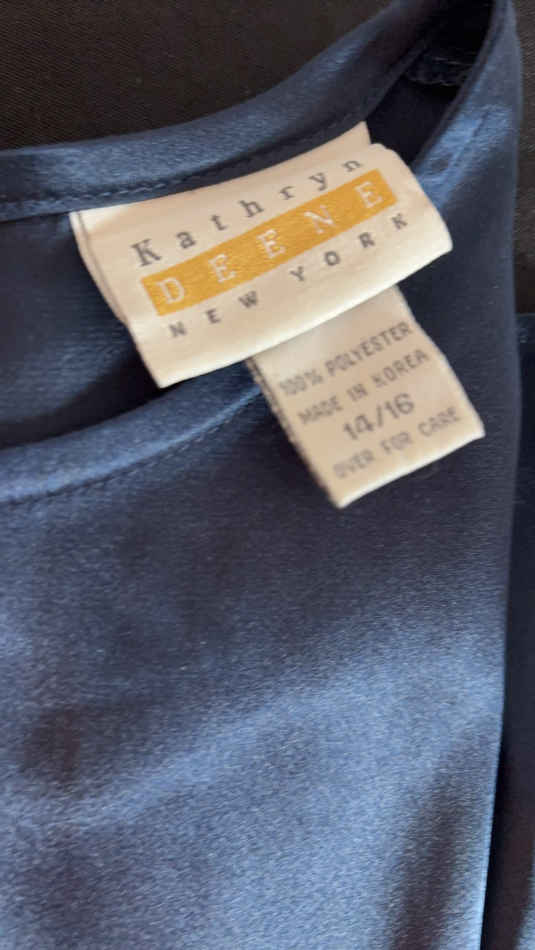 Kathryn
DEENE
NEW YORK
100% POLYESTER
MADE IN KOREA
14/16
OVER FOR CARE